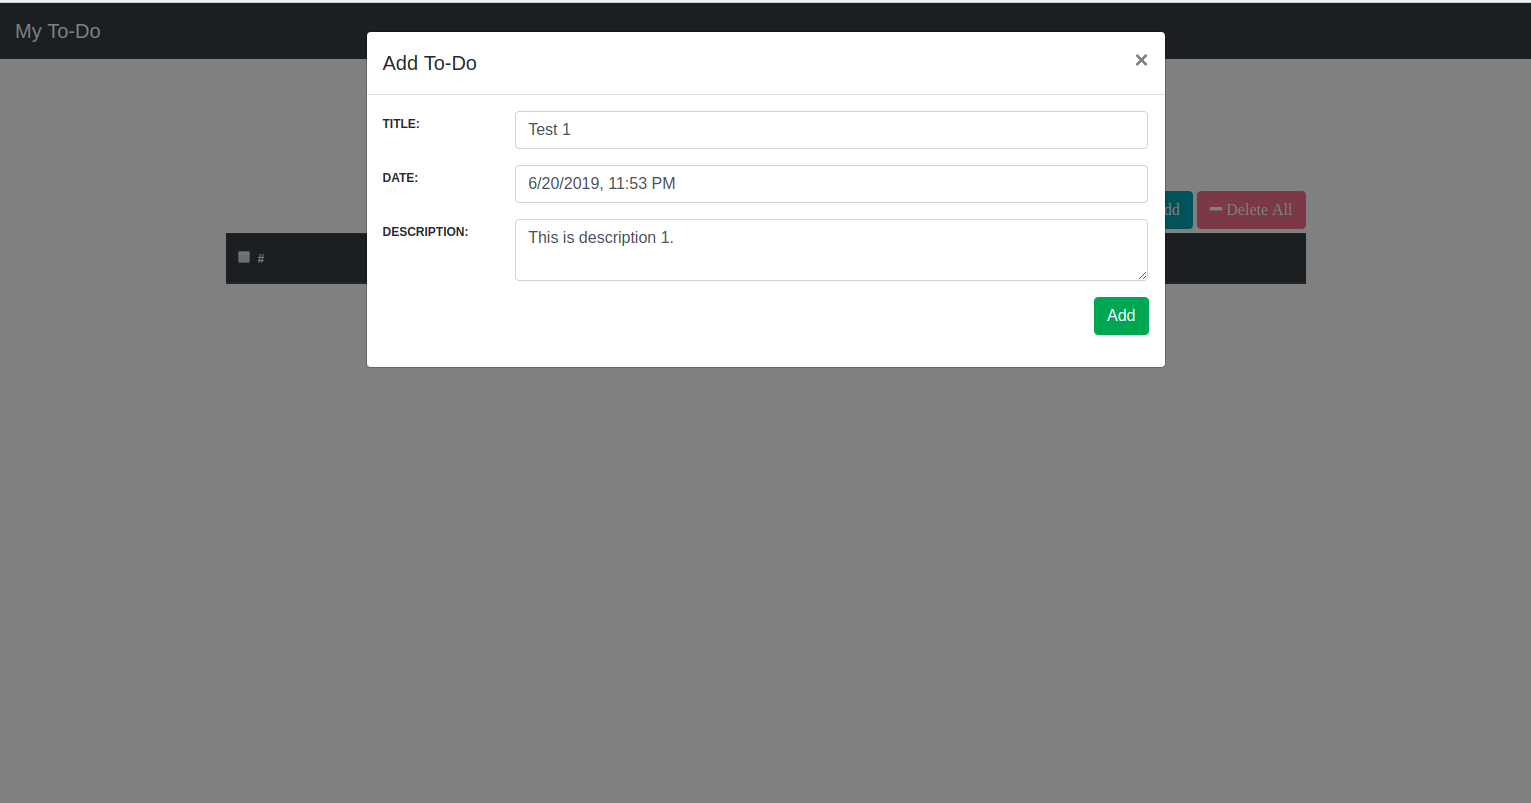 My To-Do
Add To-Do
×
TITLE:
Test 1
DATE:
6/20/2019, 11:53 PM
DESCRIPTION:
This is description 1.
Add
dd
Delete All
#